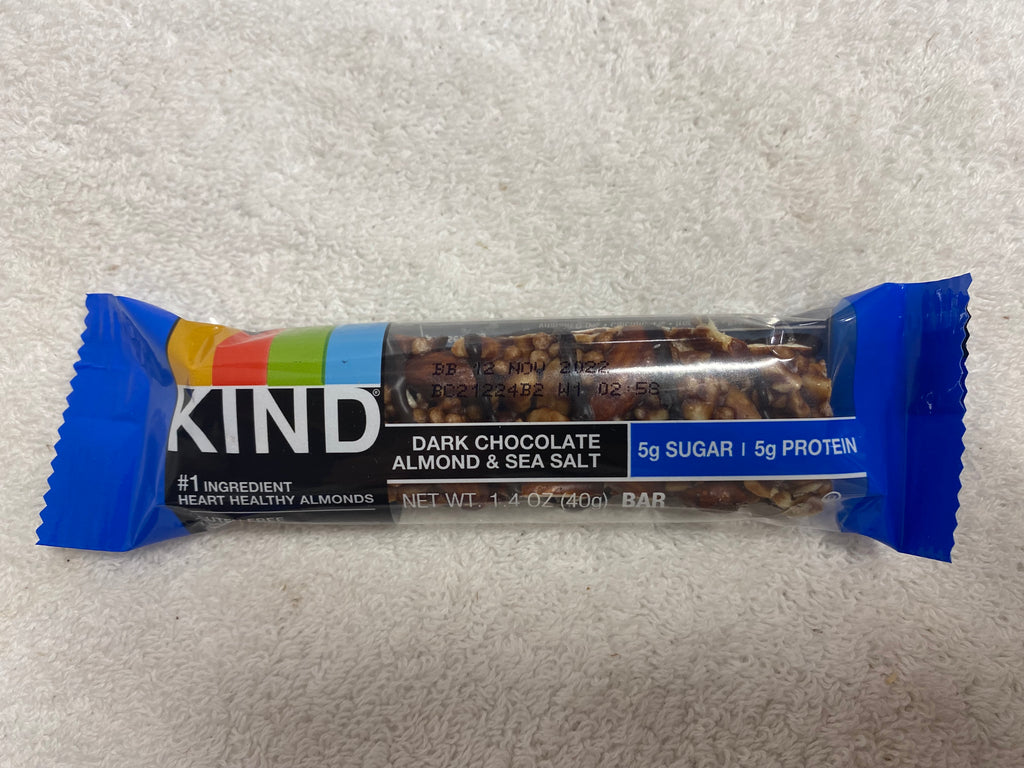 BB 12 NOV 2022
BC21224B2 W1 02:58
KIND®
DARK CHOCOLATE
ALMOND & SEA SALT
5g SUGAR | 5g PROTEIN
#1 INGREDIENT
HEART HEALTHY ALMONDS
NET WT. 1.4 OZ (40g) BAR
FREE